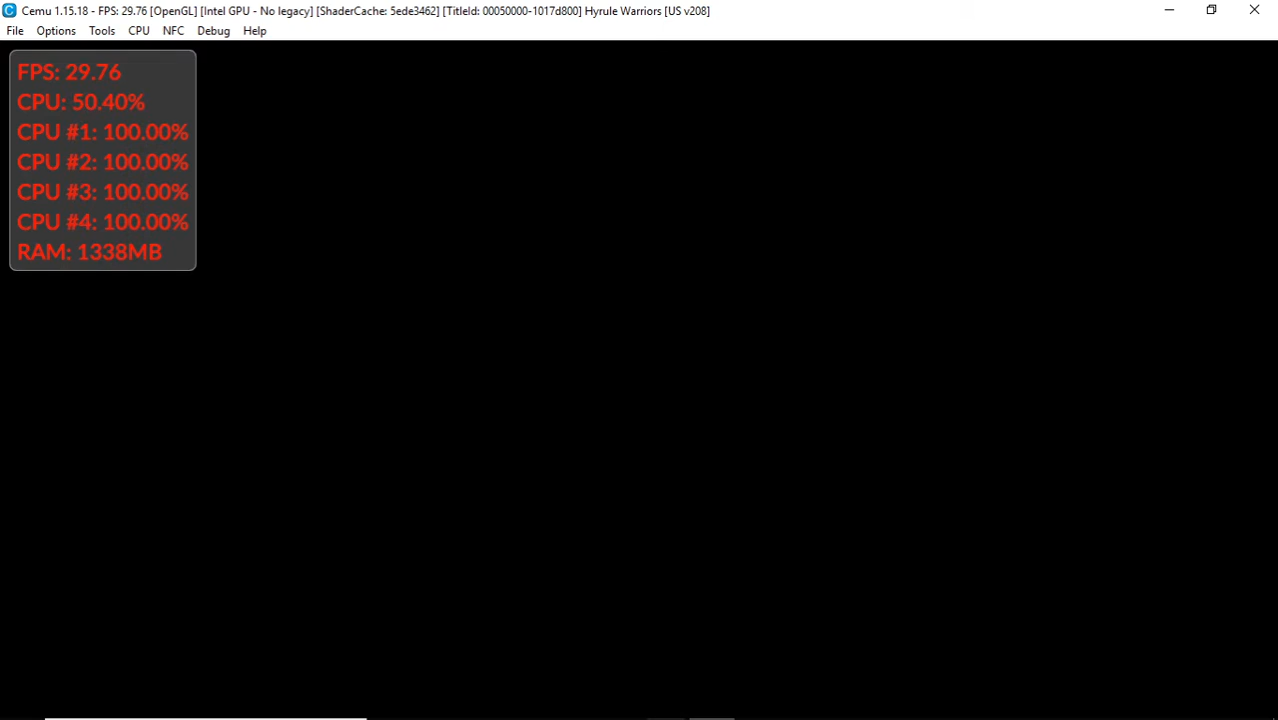 Cemu 1.15.18 - FPS: 29.76 [OpenGL] [Intel GPU - No legacy] [ShaderCache: 5ede3462] [TitleId: 00050000-1017d800] Hyrule Warriors [US v208]
File Options Tools CPU NFC Debug Help
FPS: 29.76
CPU: 50.40%
CPU #1: 100.00%
CPU #2: 100.00%
CPU #3: 100.00%
CPU #4: 100.00%
RAM: 1338MB